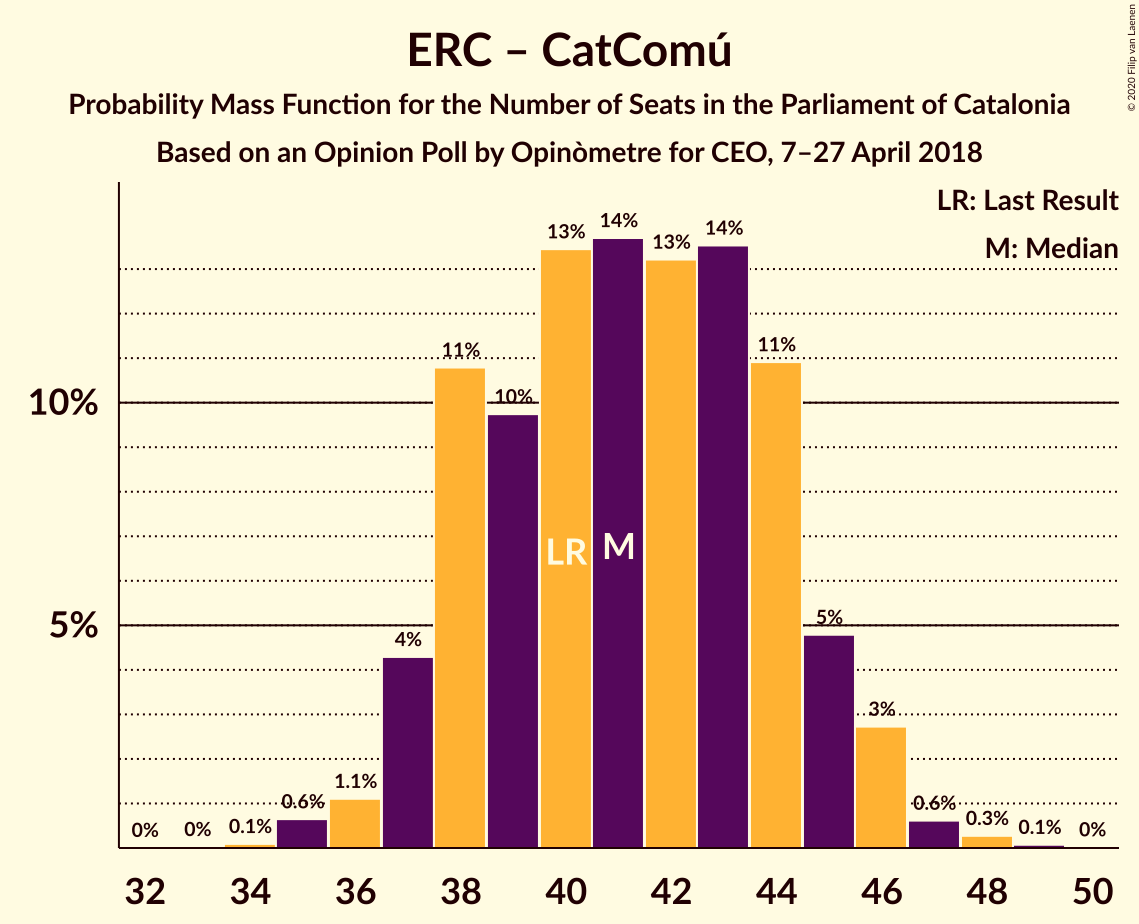 ERC – CatComú
Probability Mass Function for the Number of Seats in the Parliament of Catalonia
Based on an Opinion Poll by Opinòmetre for CEO, 7–27 April 2018
© 2020 Filip van Laenen
LR: Last Result
M: Median
10%
5%
0%
0%
0.1%
0.6%
1.1%
4%
11%
10%
13%
14%
13%
14%
11%
5%
3%
0.6%
0.3%
0.1%
0%
LR
M
32 34 36 38 40 42 44 46 48 50